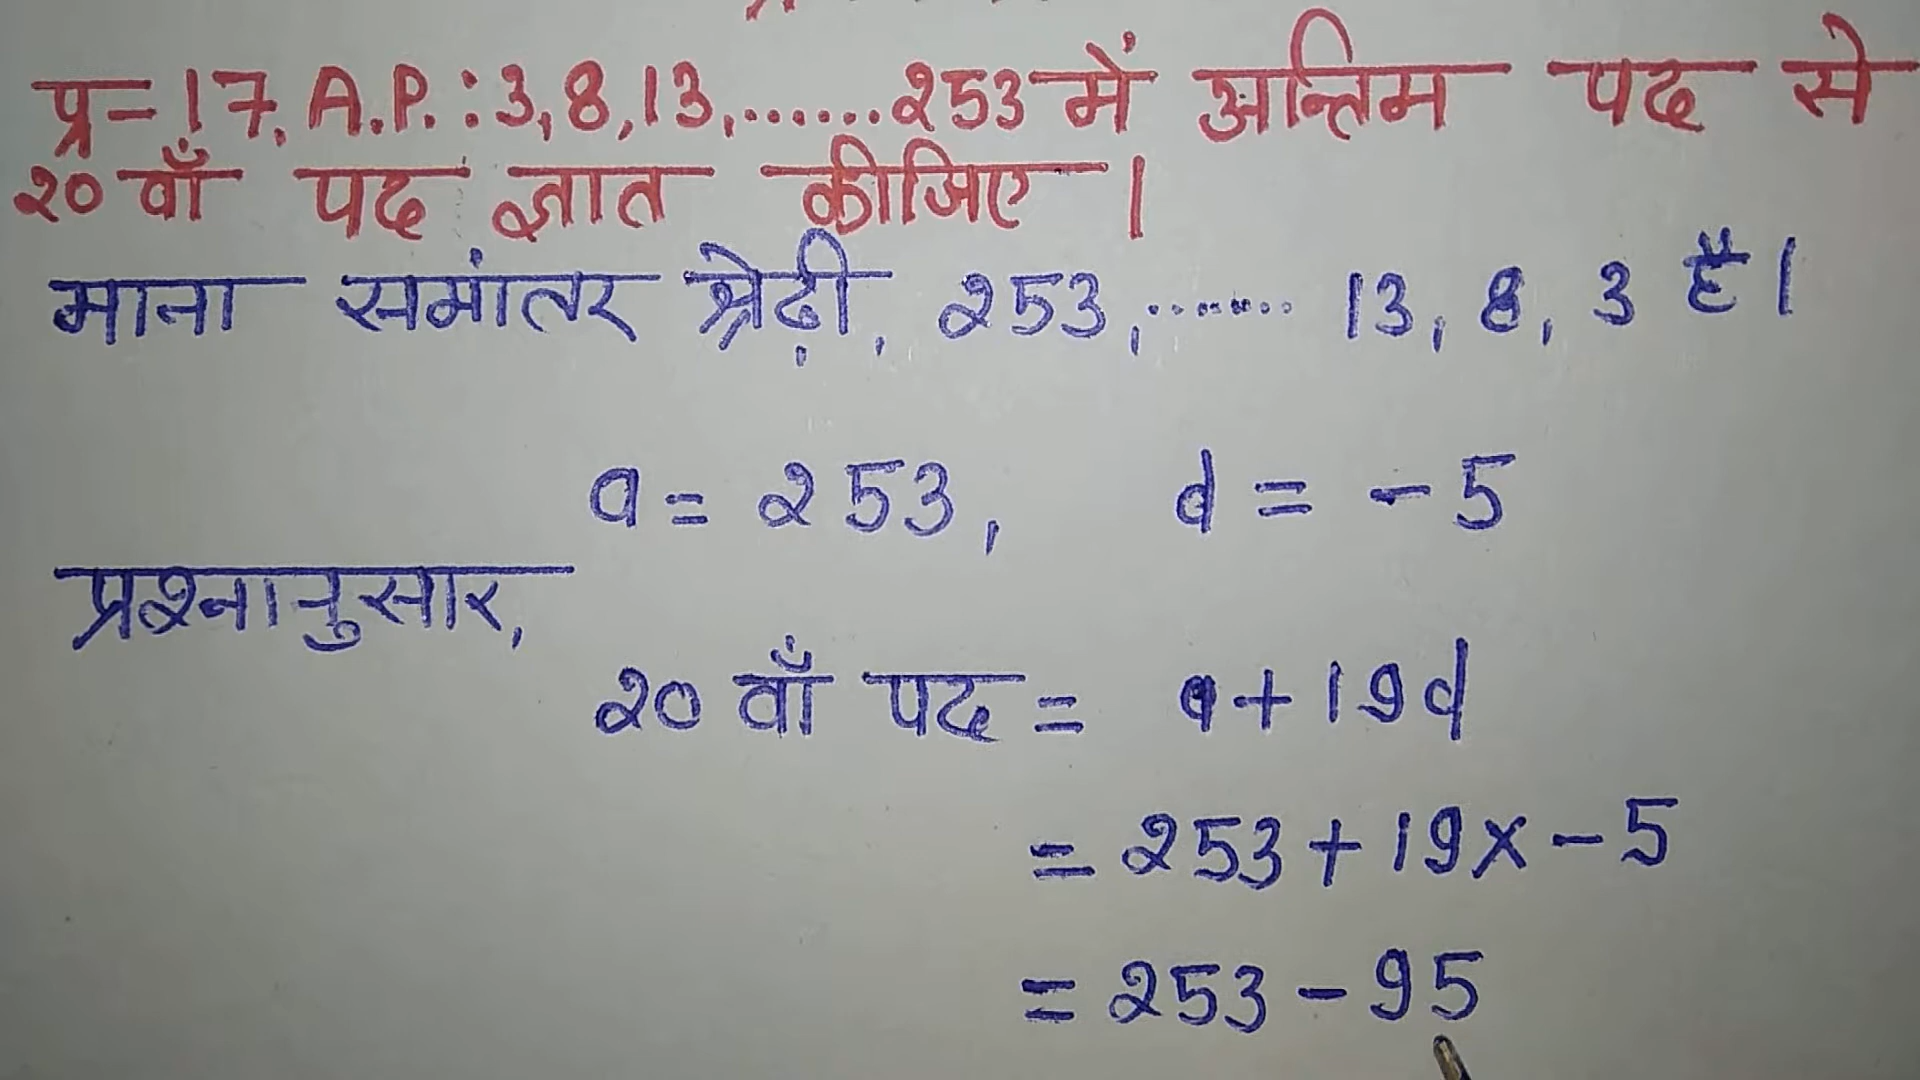 प्र-17. A.P. : 3, 8, 13, ....... 253 में अन्तिम पद से
20 वाँ पद ज्ञात कीजिए ।
माना समांतर श्रेढ़ी, 253, ....... 13, 8, 3 है ।
a = 253, d = - 5
प्रश्नानुसार,
20 वाँ पद = a + 19d
= 253 + 19 x - 5
= 253 - 95